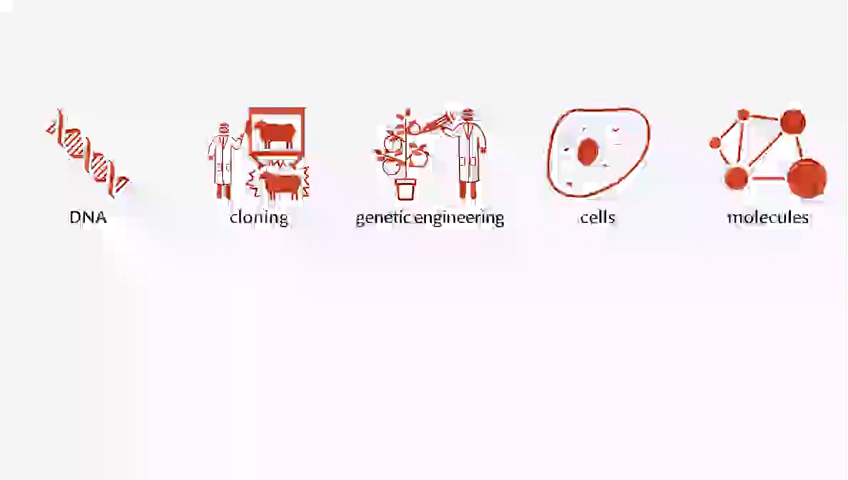 DNA
cloning
genetic engineering
cells
molecules